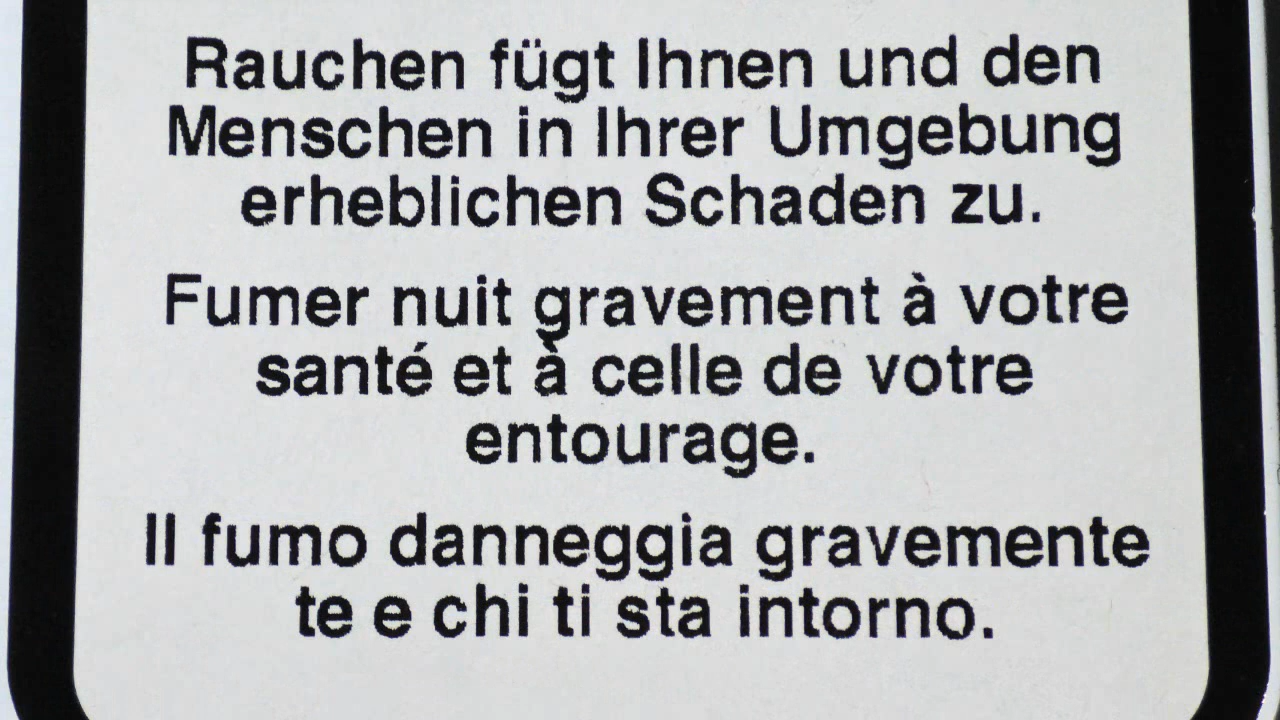 Rauchen fügt Ihnen und den
Menschen in Ihrer Umgebung
erheblichen Schaden zu.
Fumer nuit gravement à votre
santé et à celle de votre
entourage.
Il fumo danneggia gravemente
te e chi ti sta intorno.